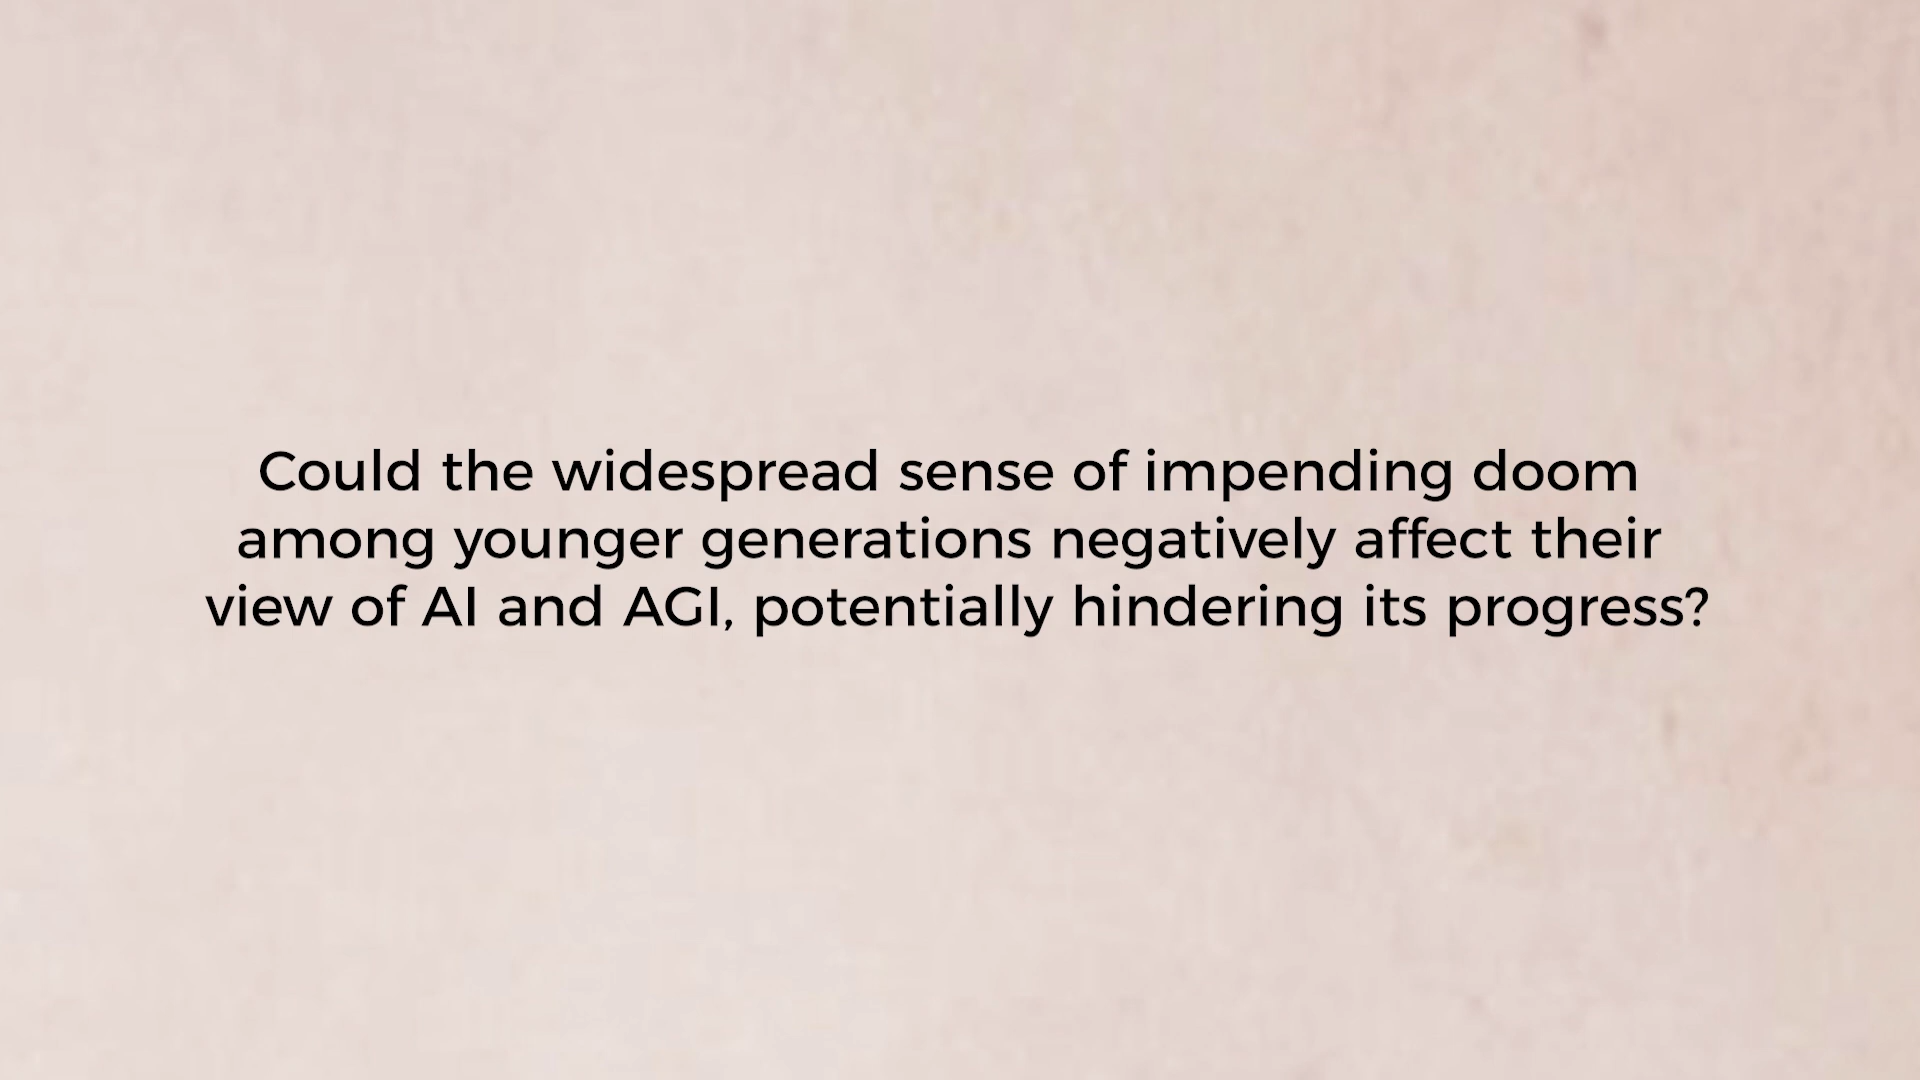 Could the widespread sense of impending doom
among younger generations negatively affect their
view of AI and AGI, potentially hindering its progress?